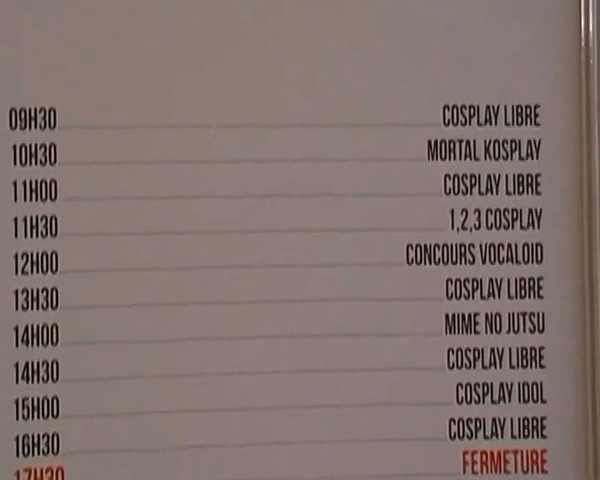 09H30 COSPLAY LIBRE
10H30 MORTAL KOSPLAY
11H00 COSPLAY LIBRE
11H30 1,2,3 COSPLAY
12H00 CONCOURS VOCALOID
13H30 COSPLAY LIBRE
14H00 MIME NO JUTSU
14H30 COSPLAY LIBRE
15H00 COSPLAY IDOL
16H30 COSPLAY LIBRE
17H30 FERMETURE